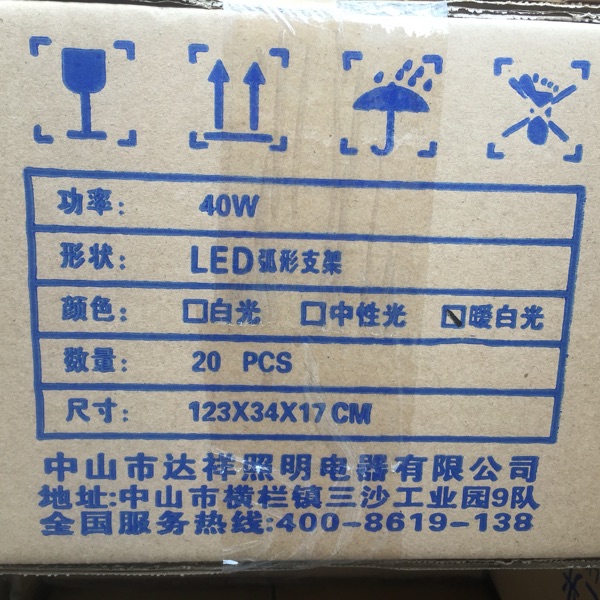 功率: 40W
形状: LED弧形支架
颜色: □白光 □中性光 ☑暖白光
数量: 20 PCS
尺寸: 123X34X17CM
中山市达祥照明电器有限公司
地址:中山市横栏镇三沙工业园9队
全国服务热线:400-8619-138